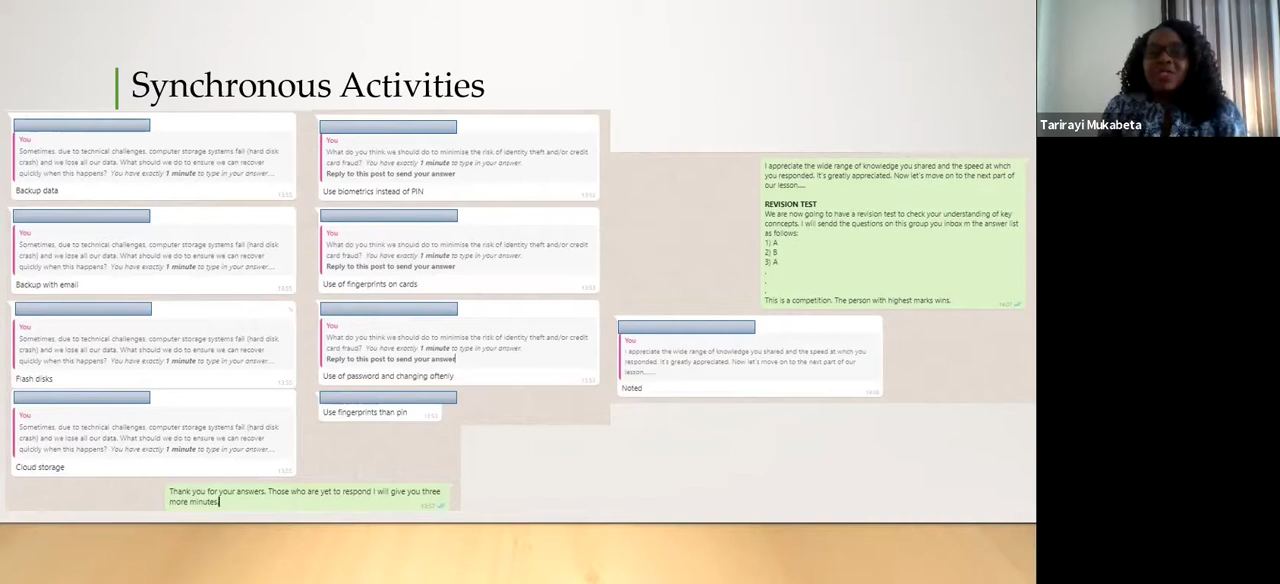 Synchronous Activities
You
Sometimes, due to technical challenges, computer storage systems fail (hard disk
crash) and we lose all our data. What should we do to ensure we can recover
quickly when this happens? You have exactly 1 minute to type in your answer....
Backup data
13:55
You
Sometimes, due to technical challenges, computer storage systems fail (hard disk
crash) and we lose all our data. What should we do to ensure we can recover
quickly when this happens? You have exactly 1 minute to type in your answer....
Backup with email
13:55
You
Sometimes, due to technical challenges, computer storage systems fail (hard disk
crash) and we lose all our data. What should we do to ensure we can recover
quickly when this happens? You have exactly 1 minute to type in your answer....
Flash disks
13:55
You
Sometimes, due to technical challenges, computer storage systems fail (hard disk
crash) and we lose all our data. What should we do to ensure we can recover
quickly when this happens? You have exactly 1 minute to type in your answer....
Cloud storage
13:55
Thank you for your answers. Those who are yet to respond I will give you three
more minutes
13:57
You
What do you think we should do to minimise the risk of identity theft and/or credit
card fraud? You have exactly 1 minute to type in your answer.
Reply to this post to send your answer
Use biometrics instead of PIN
13:53
You
What do you think we should do to minimise the risk of identity theft and/or credit
card fraud? You have exactly 1 minute to type in your answer.
Reply to this post to send your answer
Use of fingerprints on cards
13:53
You
What do you think we should do to minimise the risk of identity theft and/or credit
card fraud? You have exactly 1 minute to type in your answer.
Reply to this post to send your answer
Use of password and changing oftenly
13:53
Use fingerprints than pin
13:53
I appreciate the wide range of knowledge you shared and the speed at whch
you responded. It's greatly appreciated. Now let's move on to the next part of
our lesson....
REVISION TEST
We are now going to have a revision test to check your understanding of key
conncepts. I will sendd the questions on this group you inbox m the answer list
as follows:
1) A
2) B
3) A
.
.
.
This is a competition. The person with highest marks wins.
You
I appreciate the wide range of knowledge you shared and the speed at which you
responded. It's greatly appreciated. Now let's move on to the next part of our
lesson.......
Noted
Tarirayi Mukabeta